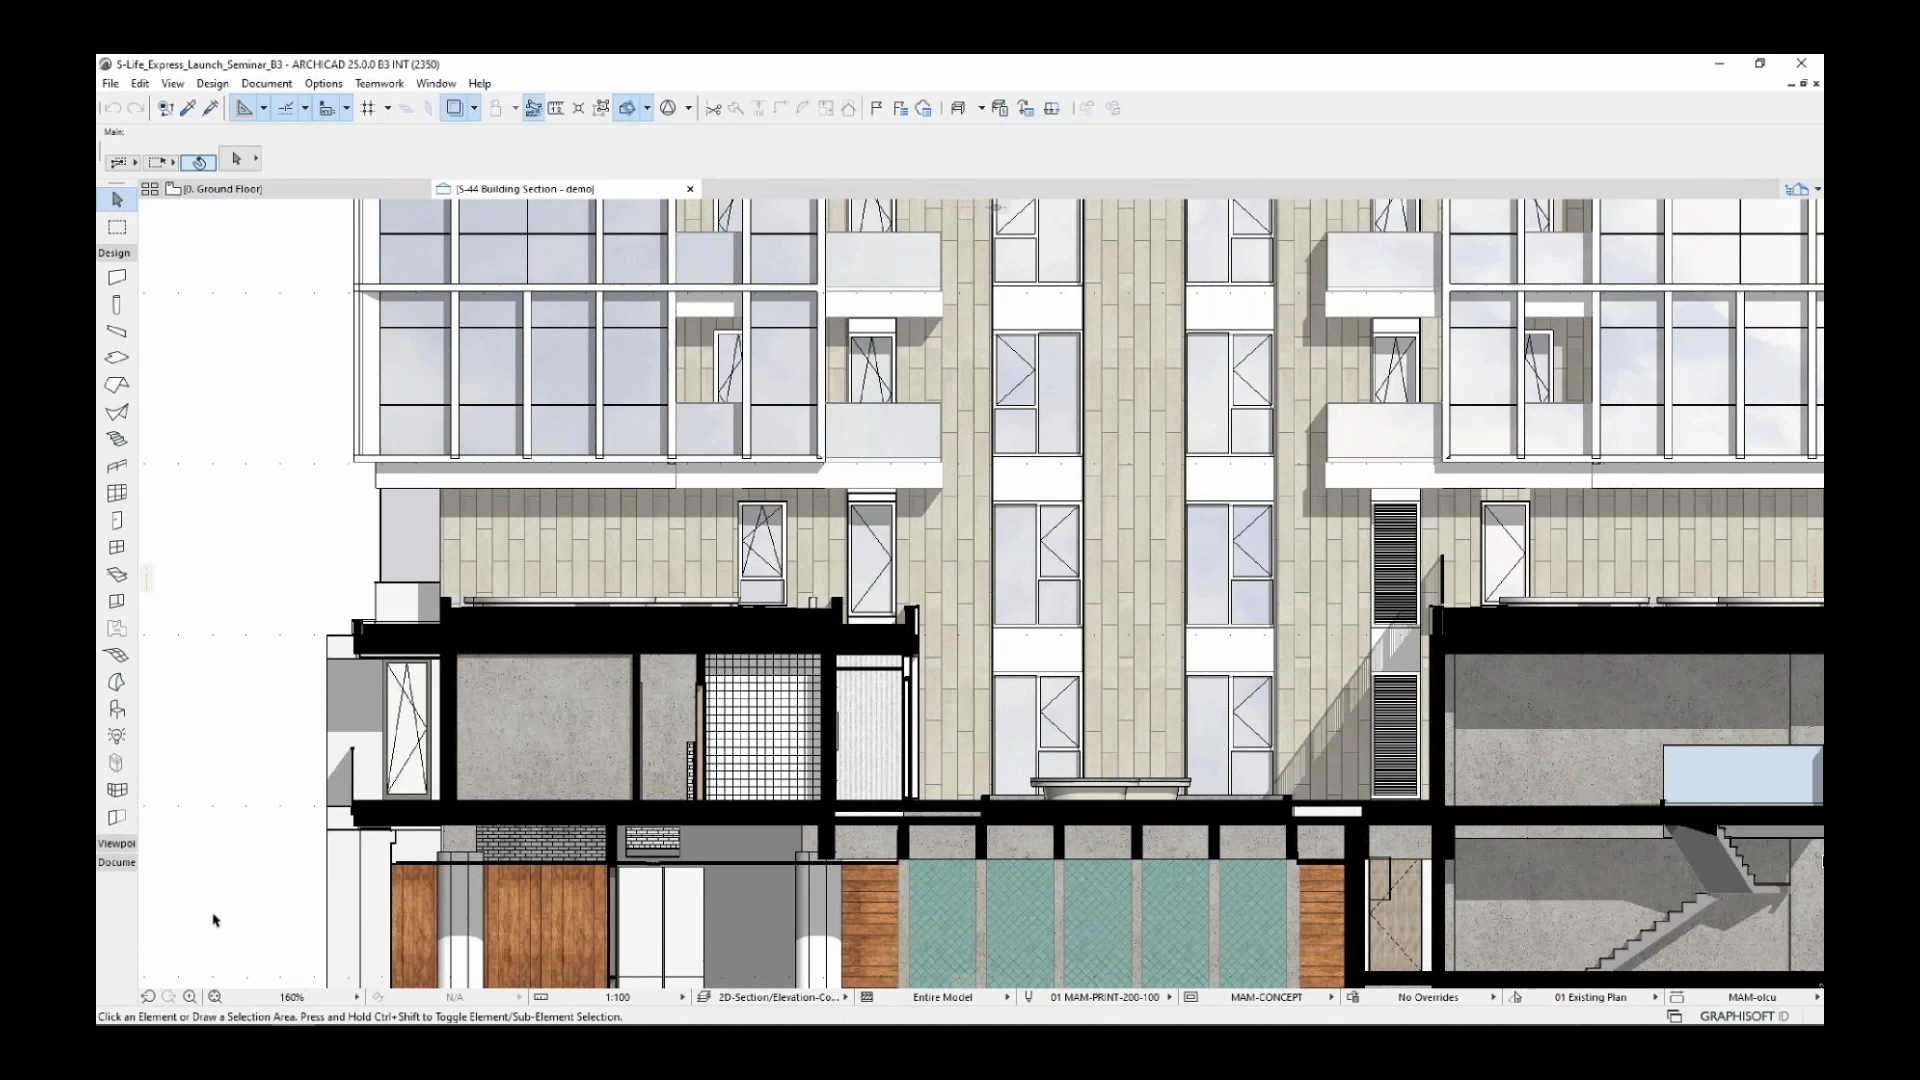 S-Life_Express_Launch_Seminar_B3 - ARCHICAD 25.0.0 B3 INT (2350)
File Edit View Design Document Options Teamwork Window Help
Main:
[0. Ground Floor] [S-44 Building Section - demo]
Design
Viewpoi
Docume
160% N/A 1:100 2D-Section/Elevation-Co... Entire Model 01 MAM-PRINT-200-100 MAM-CONCEPT No Overrides 01 Existing Plan MAM-olcu
Click an Element or Draw a Selection Area. Press and Hold Ctrl+Shift to Toggle Element/Sub-Element Selection. GRAPHISOFT ID